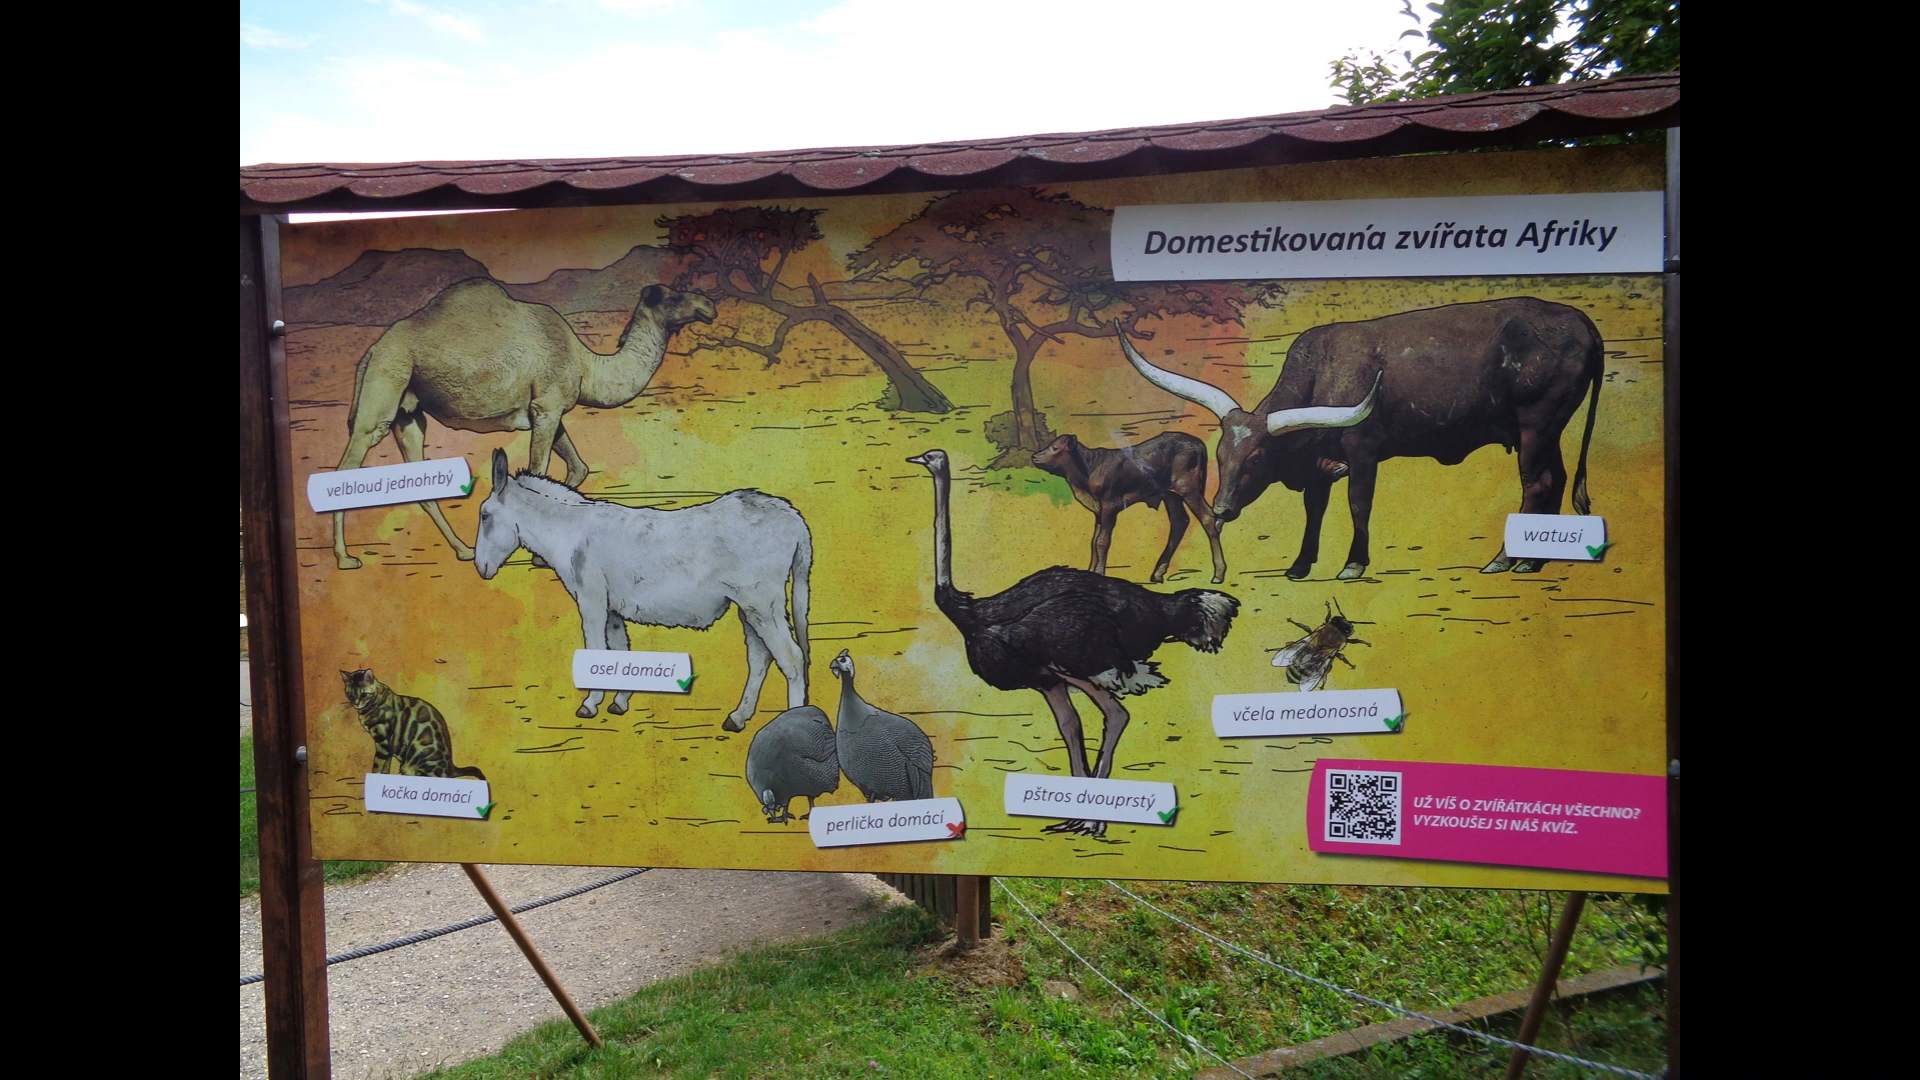 Domestikovaná zvířata Afriky
velbloud jednohrbý
watusi
osel domácí
včela medonosná
kočka domácí
perlička domácí
pštros dvouprstý
UŽ VÍŠ O ZVÍŘÁTKÁCH VŠECHNO?
VYZKOUŠEJ SI NÁŠ KVÍZ.